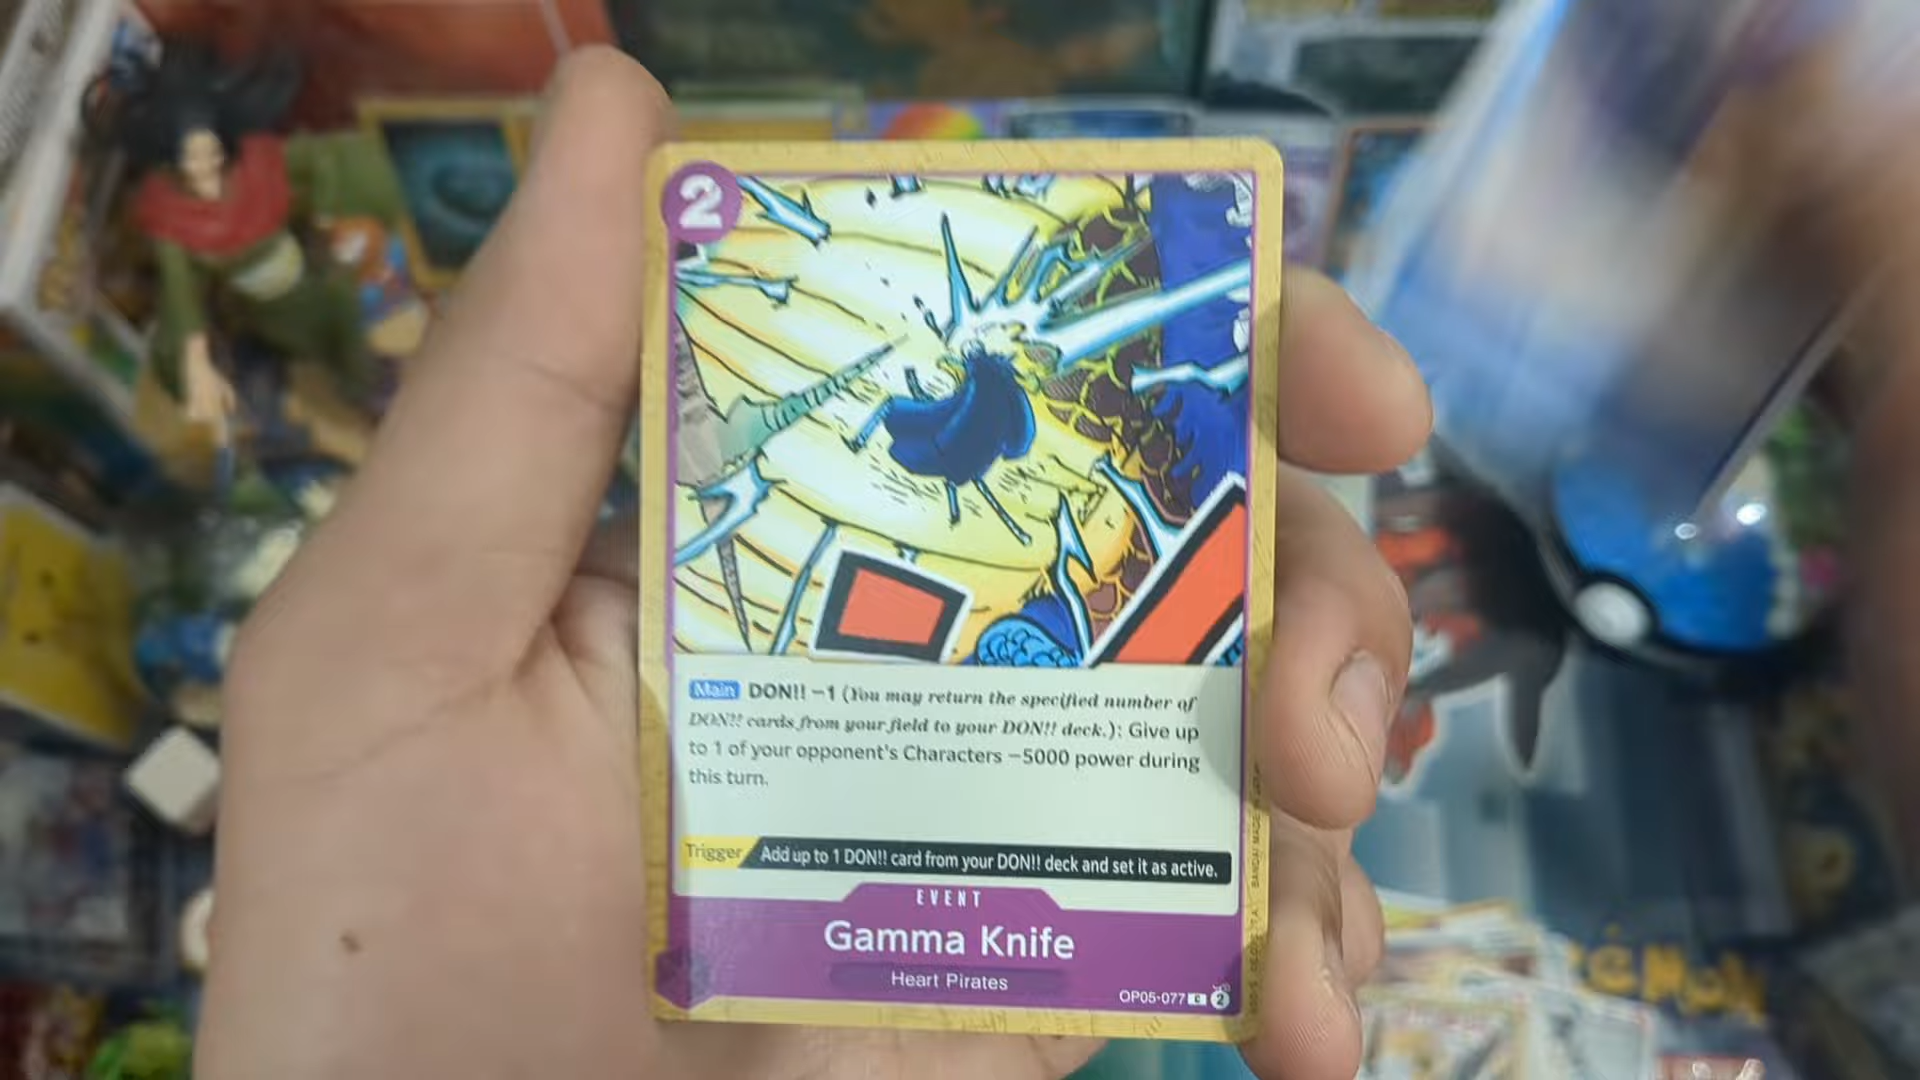 2
Main DON!! −1 (You may return the specified number of
DON!! cards from your field to your DON!! deck.): Give up
to 1 of your opponent's Characters −5000 power during
this turn.
Trigger Add up to 1 DON!! card from your DON!! deck and set it as active.
EVENT
Gamma Knife
Heart Pirates
OP05-077 C 2